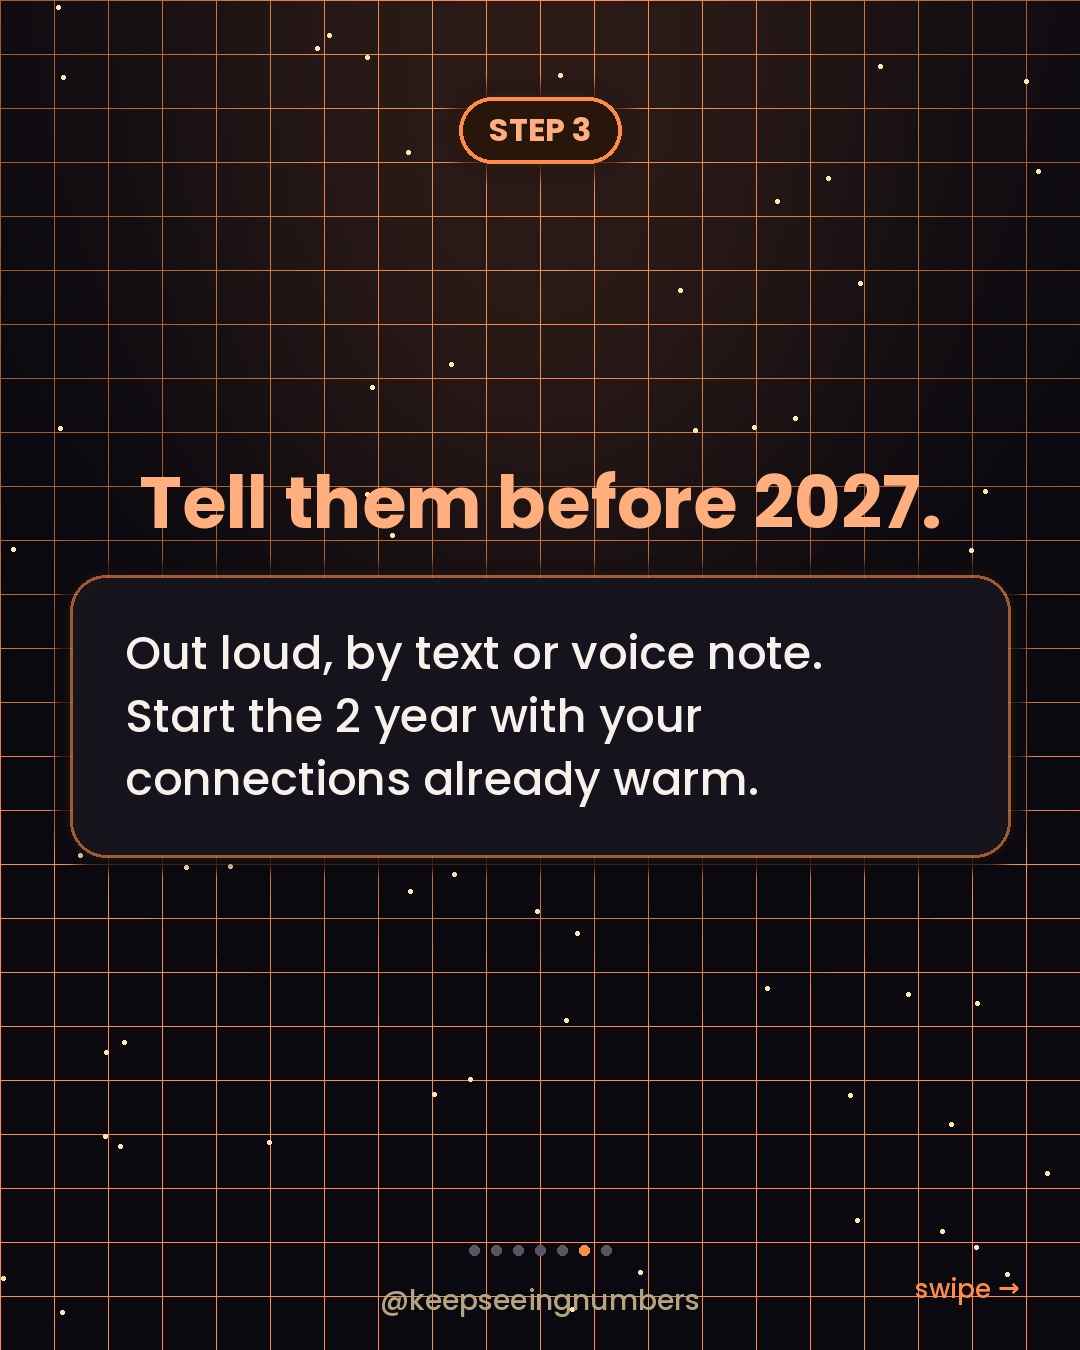 STEP 3
Tell them before 2027.
Out loud, by text or voice note.
Start the 2 year with your
connections already warm.
@keepseeingnumbers
swipe →